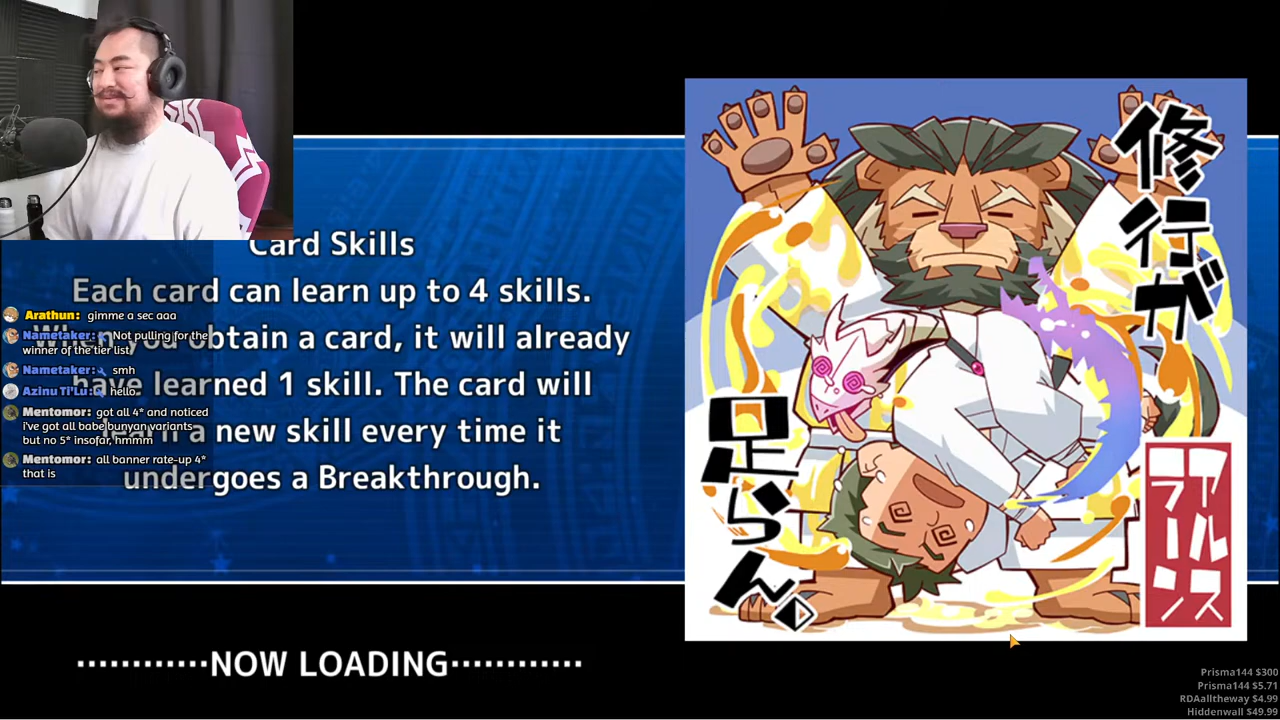 Card Skills
Each card can learn up to 4 skills.
When you obtain a card, it will already
have learned 1 skill. The card will
learn a new skill every time it
undergoes a Breakthrough.
NOW LOADING
Arathun: gimme a sec aaa
Nametaker: Not pulling for the
winner of the tier list
Nametaker: smh
Azinu Ti'Lu: hello
Mentomor: got all 4* and noticed
i've got all babe bunyan variants
but no 5* insofar, hmmm
Mentomor: all banner rate-up 4*
that is
修行が
足らん。
アルス
ラーン
Prisma144 $300
Prisma144 $5.71
RDAalltheway $4.99
Hiddenwall $49.99